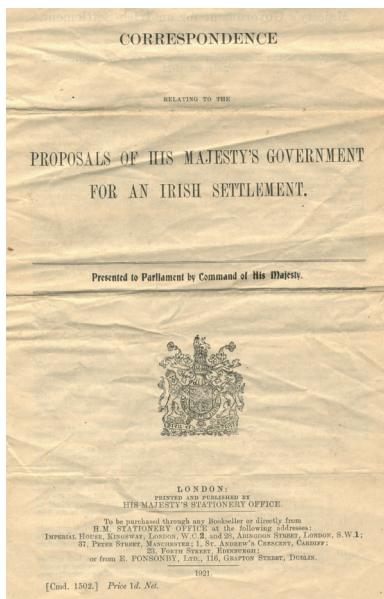 CORRESPONDENCE
RELATING TO THE
PROPOSALS OF HIS MAJESTY'S GOVERNMENT
FOR AN IRISH SETTLEMENT.
Presented to Parliament by Command of His Majesty.
LONDON:
PRINTED AND PUBLISHED BY
HIS MAJESTY'S STATIONERY OFFICE.
To be purchased through any Bookseller or directly from
H.M. STATIONERY OFFICE at the following addresses:
IMPERIAL HOUSE, KINGSWAY, LONDON, W.C.2, and 28, ABINGDON STREET, LONDON, S.W.1;
37, PETER STREET, MANCHESTER; 1, ST. ANDREW'S CRESCENT, CARDIFF;
23, FORTH STREET, EDINBURGH;
or from E. PONSONBY, LTD., 116, GRAFTON STREET, DUBLIN.
1921.
[Cmd. 1502.] Price 1d. Net.